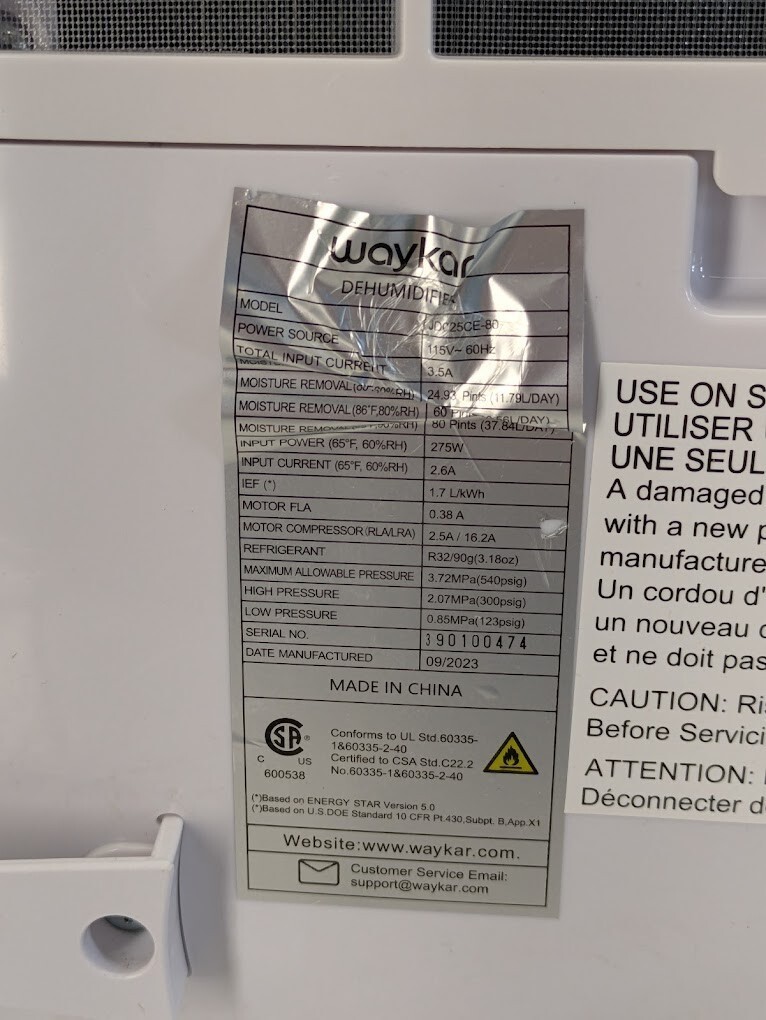 waykar
DEHUMIDIFIER
MODEL JDC25CE-80
POWER SOURCE 115V~ 60Hz
TOTAL INPUT CURRENT 3.5A
MOISTURE REMOVAL 24.93 Pints (11.79L/DAY)
MOISTURE REMOVAL (86°F,80%RH) 60
MOISTURE 80 Pints (37.84L/DAY)
INPUT POWER (65°F, 60%RH) 275W
INPUT CURRENT (65°F, 60%RH) 2.6A
IEF (*) 1.7 L/kWh
MOTOR FLA 0.38 A
MOTOR COMPRESSOR(RLA/LRA) 2.5A / 16.2A
REFRIGERANT R32/90g(3.18oz)
MAXIMUM ALLOWABLE PRESSURE 3.72MPa(540psig)
HIGH PRESSURE 2.07MPa(300psig)
LOW PRESSURE 0.85MPa(123psig)
SERIAL NO. 390100474
DATE MANUFACTURED 09/2023
MADE IN CHINA
C SA ® US
600538
Conforms to UL Std.60335-
1&60335-2-40
Certified to CSA Std.C22.2
No.60335-1&60335-2-40
(*)Based on ENERGY STAR Version 5.0
(*)Based on U.S.DOE Standard 10 CFR Pt.430,Subpt. B,App.X1
Website:www.waykar.com.
Customer Service Email:
support@waykar.com
USE ON S
UTILISER
UNE SEUL
A damaged
with a new p
manufacture
Un cordou d'
un nouveau c
et ne doit pas
CAUTION: Ris
Before Servici
ATTENTION:
Déconnecter d